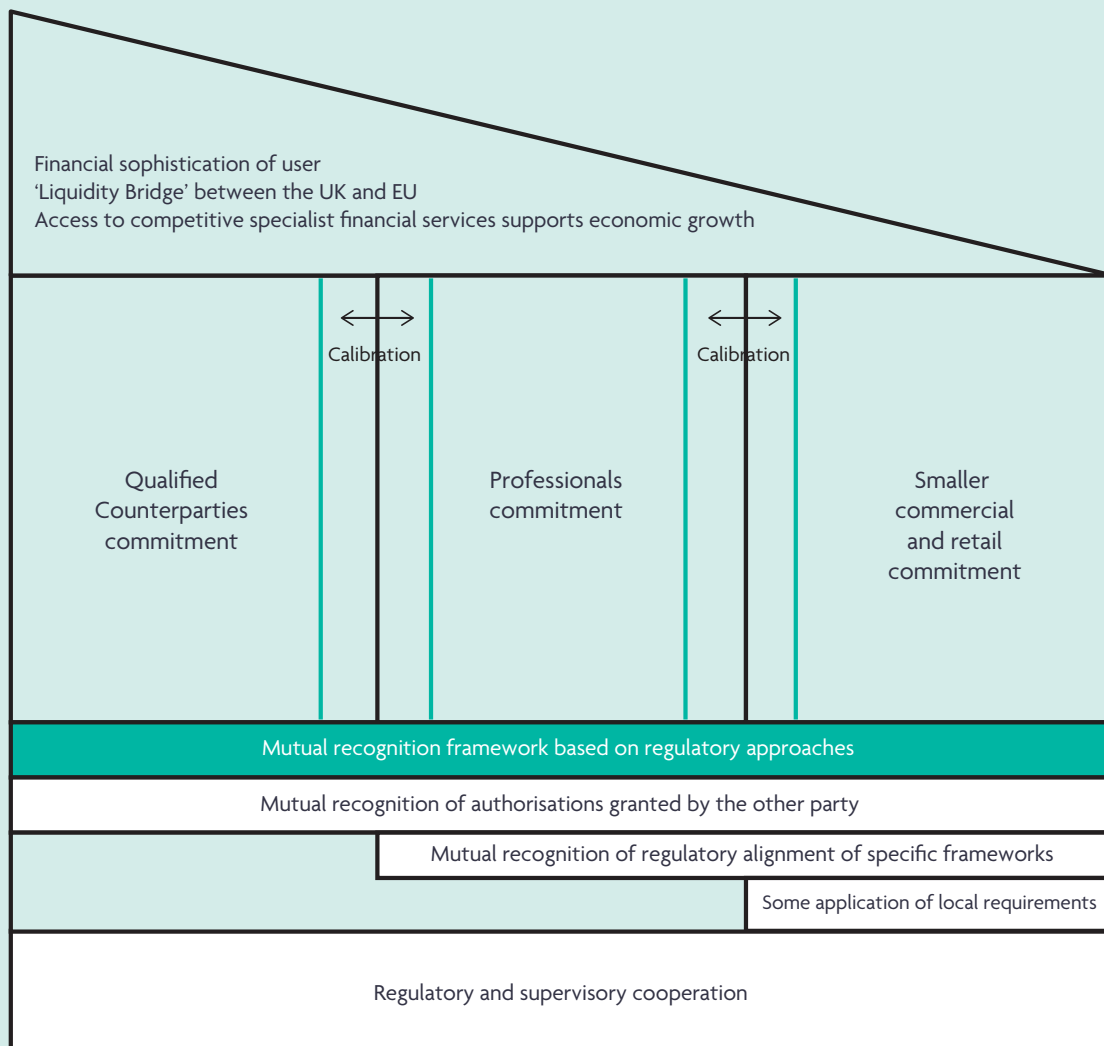 Financial sophistication of user
‘Liquidity Bridge’ between the UK and EU
Access to competitive specialist financial services supports economic growth
Calibration
Calibration
Qualified
Counterparties
commitment
Professionals
commitment
Smaller
commercial
and retail
commitment
Mutual recognition framework based on regulatory approaches
Mutual recognition of authorisations granted by the other party
Mutual recognition of regulatory alignment of specific frameworks
Some application of local requirements
Regulatory and supervisory cooperation